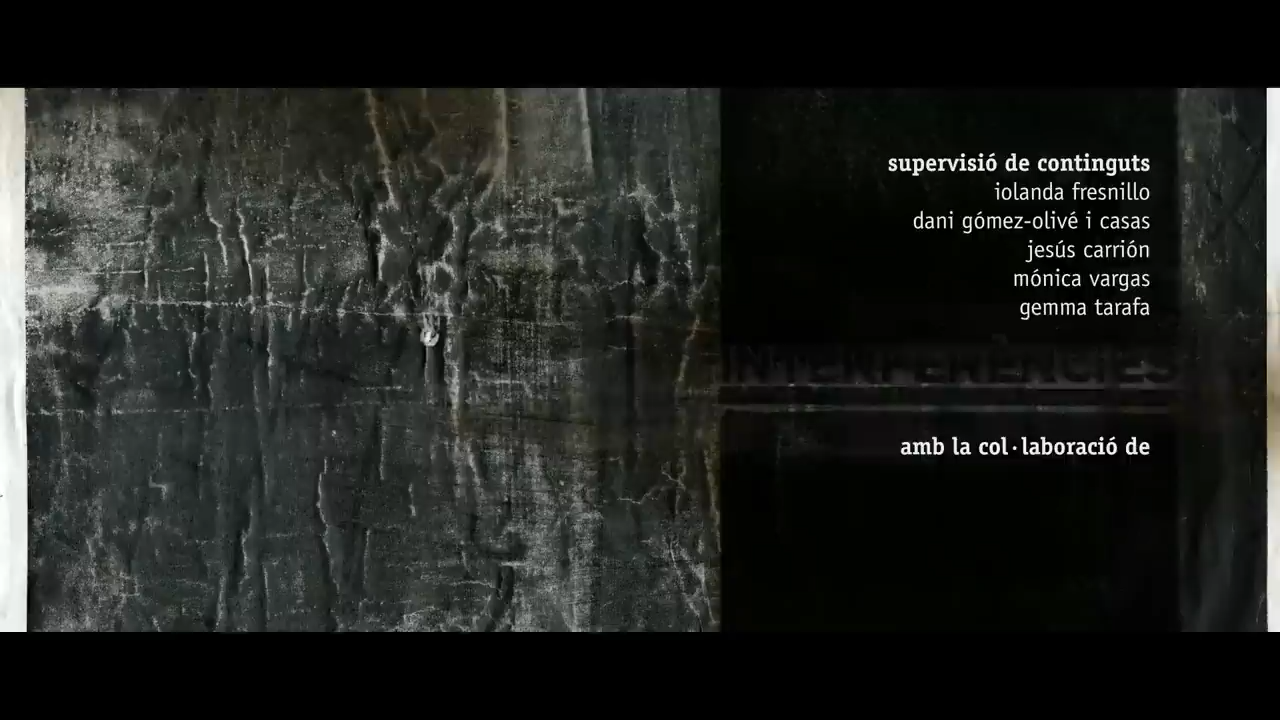 supervisió de continguts
iolanda fresnillo
dani gómez-olivé i casas
jesús carrión
mónica vargas
gemma tarafa
INTERFERÈNCIES
amb la col·laboració de